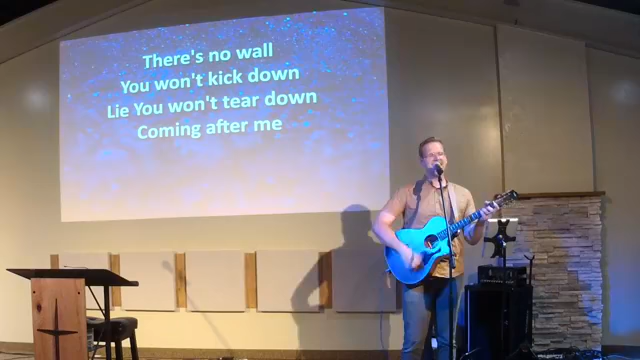 There's no wall
You won't kick down
Lie You won't tear down
Coming after me